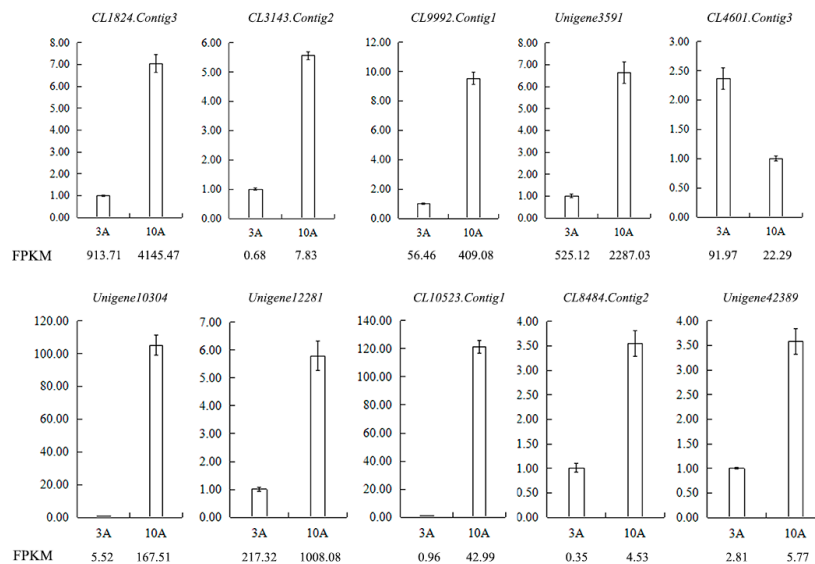 CL1824.Contig3 CL3143.Contig2 CL9992.Contig1 Unigene3591 CL4601.Contig3
8.00 6.00 12.00 8.00 3.00
7.00 5.00 10.00 7.00 2.50
6.00 4.00 8.00 6.00 2.00
5.00 3.00 6.00 5.00 1.50
4.00 2.00 4.00 4.00 1.00
3.00 1.00 2.00 3.00 0.50
2.00 0.00 0.00 2.00 0.00
1.00 1.00
0.00 0.00
3A 10A 3A 10A 3A 10A 3A 10A 3A 10A
FPKM 913.71 4145.47 0.68 7.83 56.46 409.08 525.12 2287.03 91.97 22.29
Unigene10304 Unigene12281 CL10523.Contig1 CL8484.Contig2 Unigene42389
120.00 7.00 140.00 4.00 4.00
100.00 6.00 120.00 3.50 3.50
80.00 5.00 100.00 3.00 3.00
60.00 4.00 80.00 2.50 2.50
40.00 3.00 60.00 2.00 2.00
20.00 2.00 40.00 1.50 1.50
0.00 1.00 20.00 1.00 1.00
0.00 0.00 0.50 0.50
0.00 0.00
3A 10A 3A 10A 3A 10A 3A 10A 3A 10A
FPKM 5.52 167.51 217.32 1008.08 0.96 42.99 0.35 4.53 2.81 5.77